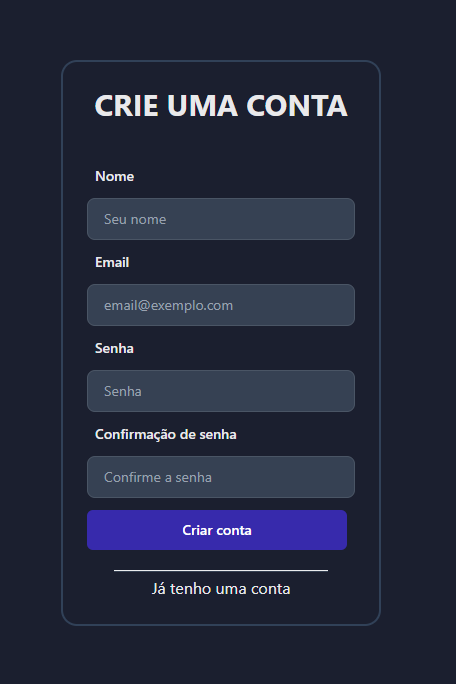 CRIE UMA CONTA
Nome
Seu nome
Email
email@exemplo.com
Senha
Senha
Confirmação de senha
Confirme a senha
Criar conta
Já tenho uma conta